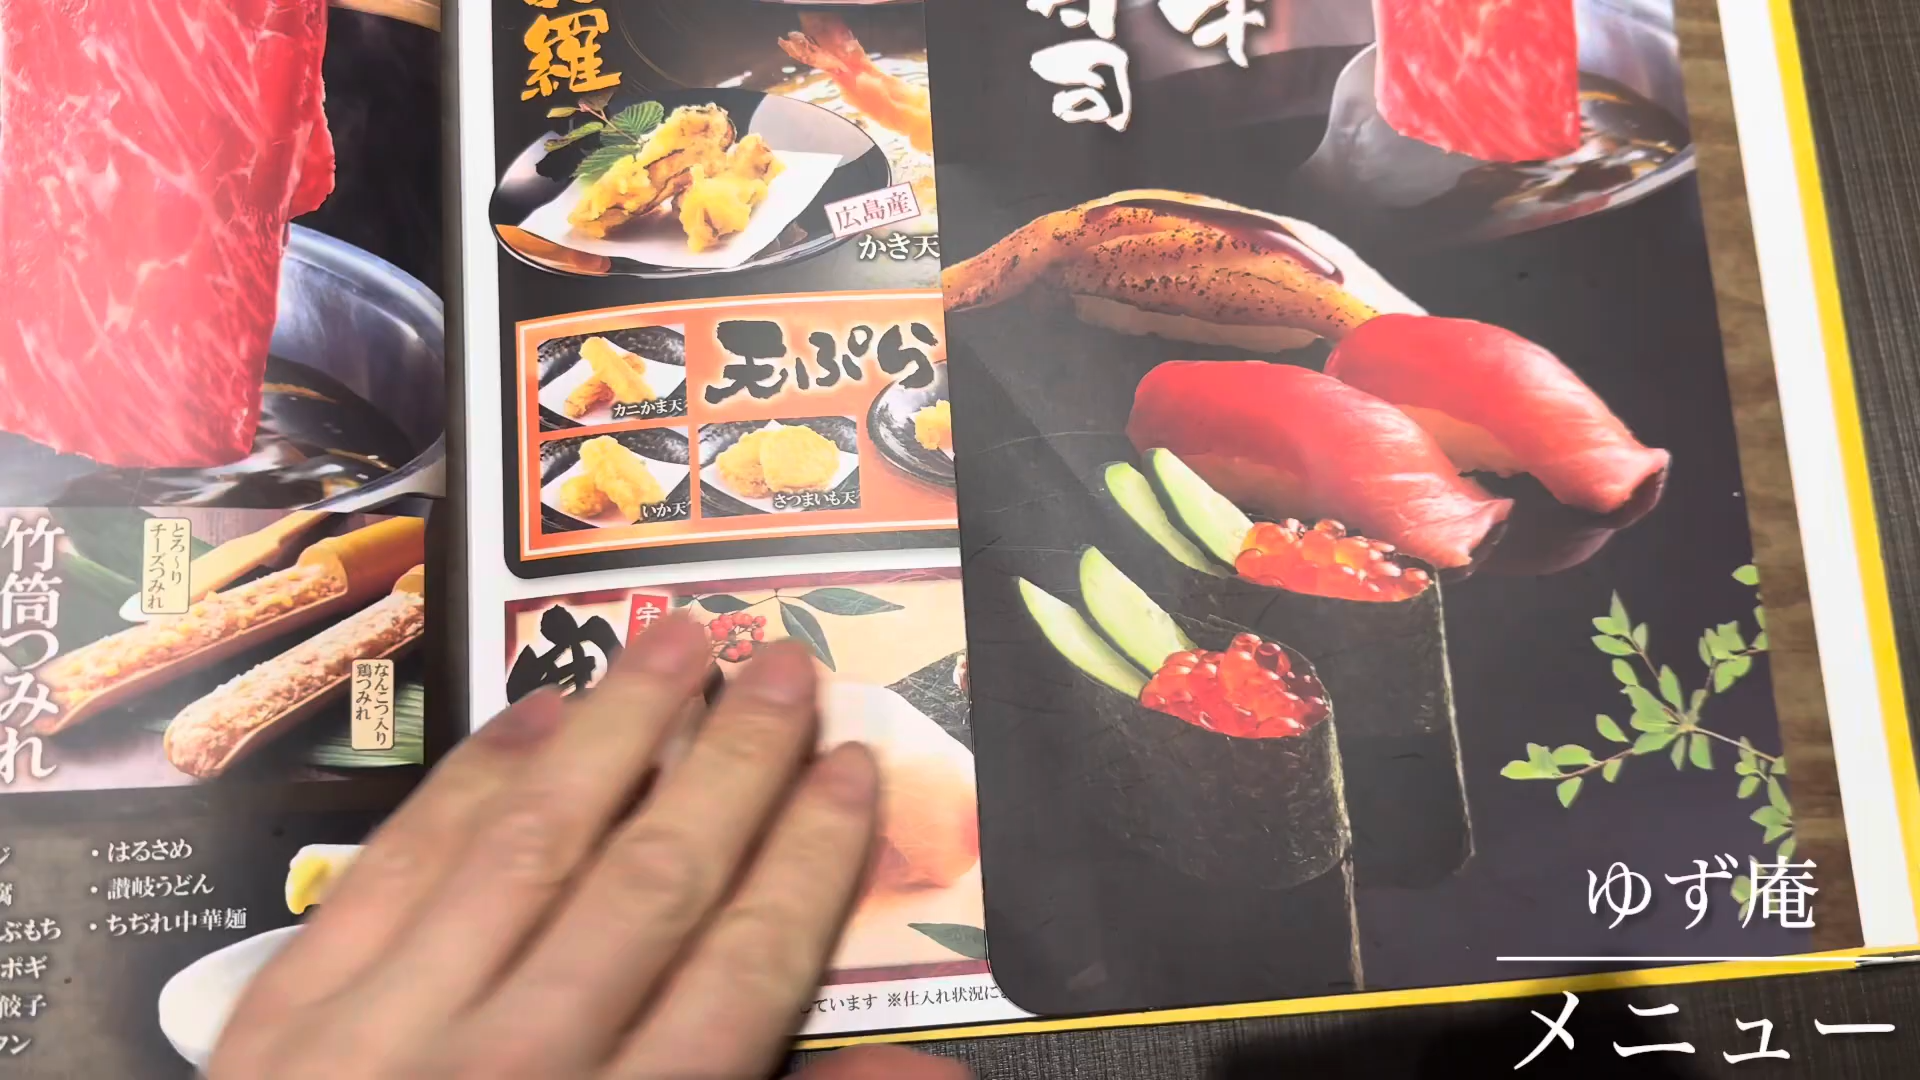 羅
司
広島産
かき天
天ぷら
カニかま天
いか天
さつまいも天
竹筒つみれ
とろ〜り
チーズつみれ
なんこつ入り
鶏つみれ
・はるさめ
・讃岐うどん
・ちぢれ中華麺
ぶもち
ポギ
餃子
しています ※仕入れ状況に
ゆず庵
メニュー